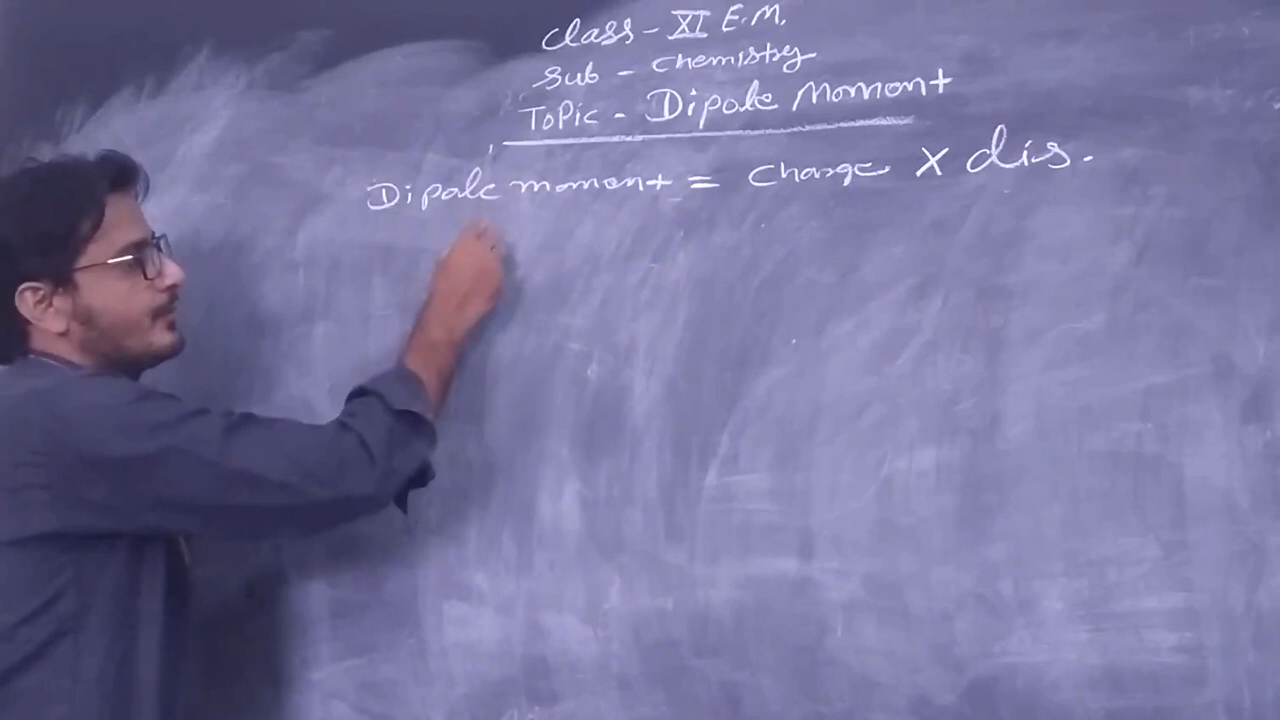 Class - XI E.M.
Sub - Chemistry
Topic - Dipole Moment
Dipole moment = Charge X dis.